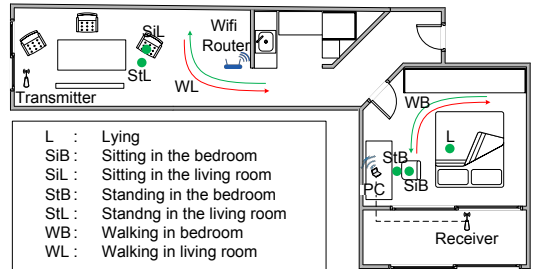 SiL
Wifi
Router
StL
WL
Transmitter
WB
L
StB
SiB
PC
Receiver
L : Lying
SiB : Sitting in the bedroom
SiL : Sitting in the living room
StB : Standing in the bedroom
StL : Standng in the living room
WB : Walking in bedroom
WL : Walking in living room